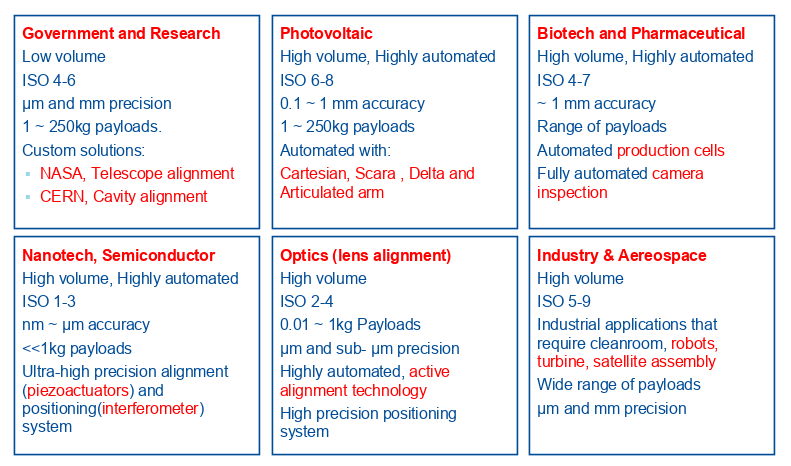 Government and Research
Low volume
ISO 4-6
µm and mm precision
1 ~ 250kg payloads.
Custom solutions:
NASA, Telescope alignment
CERN, Cavity alignment
Photovoltaic
High volume, Highly automated
ISO 6-8
0.1 ~ 1 mm accuracy
1 ~ 250kg payloads
Automated with:
Cartesian, Scara , Delta and
Articulated arm
Biotech and Pharmaceutical
High volume, Highly automated
ISO 4-7
~ 1 mm accuracy
Range of payloads
Automated production cells
Fully automated camera
inspection
Nanotech, Semiconductor
High volume, Highly automated
ISO 1-3
nm ~ µm accuracy
<<1kg payloads
Ultra-high precision alignment
(piezoactuators) and
positioning(interferometer)
system
Optics (lens alignment)
High volume
ISO 2-4
0.01 ~ 1kg Payloads
µm and sub- µm precision
Highly automated, active
alignment technology
High precision positioning
system
Industry & Aereospace
High volume
ISO 5-9
Industrial applications that
require cleanroom, robots,
turbine, satellite assembly
Wide range of payloads
µm and mm precision